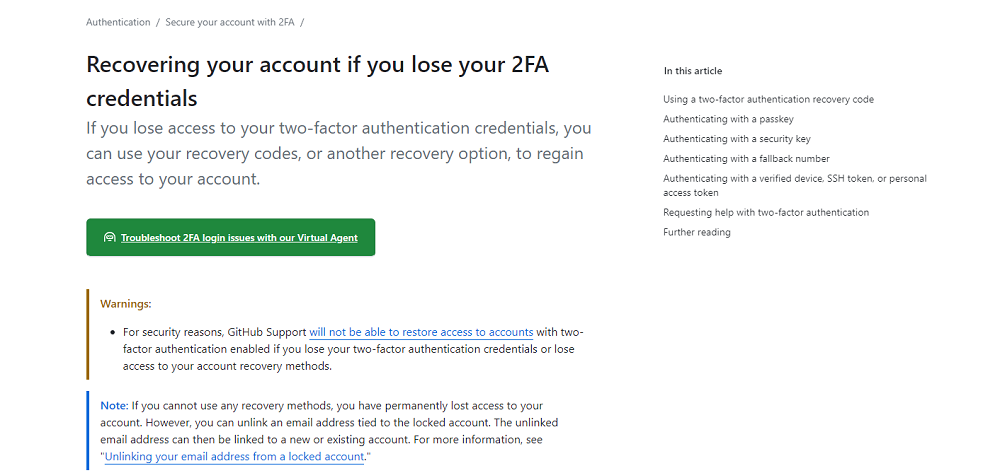 Authentication / Secure your account with 2FA /
Recovering your account if you lose your 2FA
credentials
If you lose access to your two-factor authentication credentials, you
can use your recovery codes, or another recovery option, to regain
access to your account.
Troubleshoot 2FA login issues with our Virtual Agent
Warnings:
• For security reasons, GitHub Support will not be able to restore access to accounts with two-
factor authentication enabled if you lose your two-factor authentication credentials or lose
access to your account recovery methods.
Note: If you cannot use any recovery methods, you have permanently lost access to your
account. However, you can unlink an email address tied to the locked account. The unlinked
email address can then be linked to a new or existing account. For more information, see
"Unlinking your email address from a locked account."
In this article
Using a two-factor authentication recovery code
Authenticating with a passkey
Authenticating with a security key
Authenticating with a fallback number
Authenticating with a verified device, SSH token, or personal
access token
Requesting help with two-factor authentication
Further reading